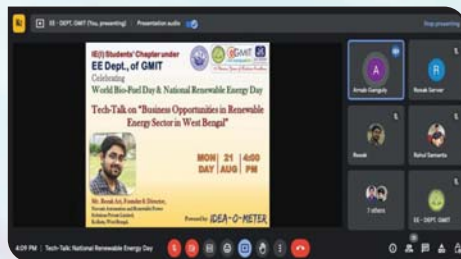 EE - DEPT, GMIT (You, presenting)
Presentation audio
Stop presenting
IE(I) Students' Chapter under
EE Dept., of GMIT
Celebrating
World Bio-Fuel Day & National Renewable Energy Day
Tech-Talk on "Business Opportunities in Renewable
Energy Sector in West Bengal"
MON 21 4:00
DAY AUG PM
Powered by IDEA-O-METER
A
Arnab Ganguly
R
Rahul Samanta
7 others
EE - DEPT, GMIT
4:09 PM | Tech-Talk: National Renewable Energy Day